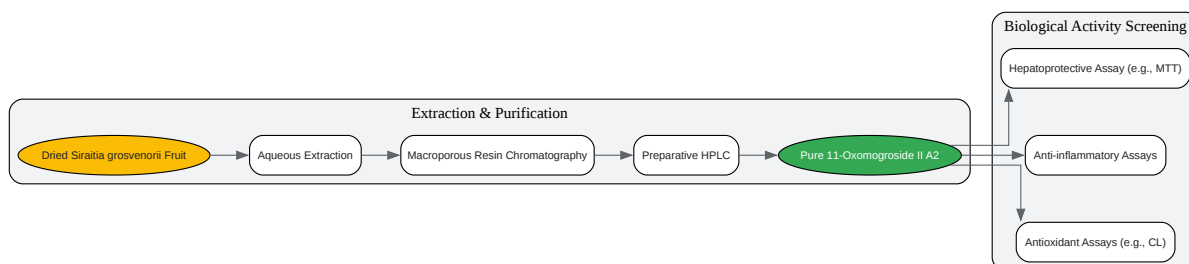 Biological Activity Screening
Hepatoprotective Assay (e.g., MTT)
Extraction & Purification
Dried Siraitia grosvenorii Fruit
Aqueous Extraction
Macroporous Resin Chromatography
Preparative HPLC
Pure 11-Oxomogroside II A2
Anti-inflammatory Assays
Antioxidant Assays (e.g., CL)